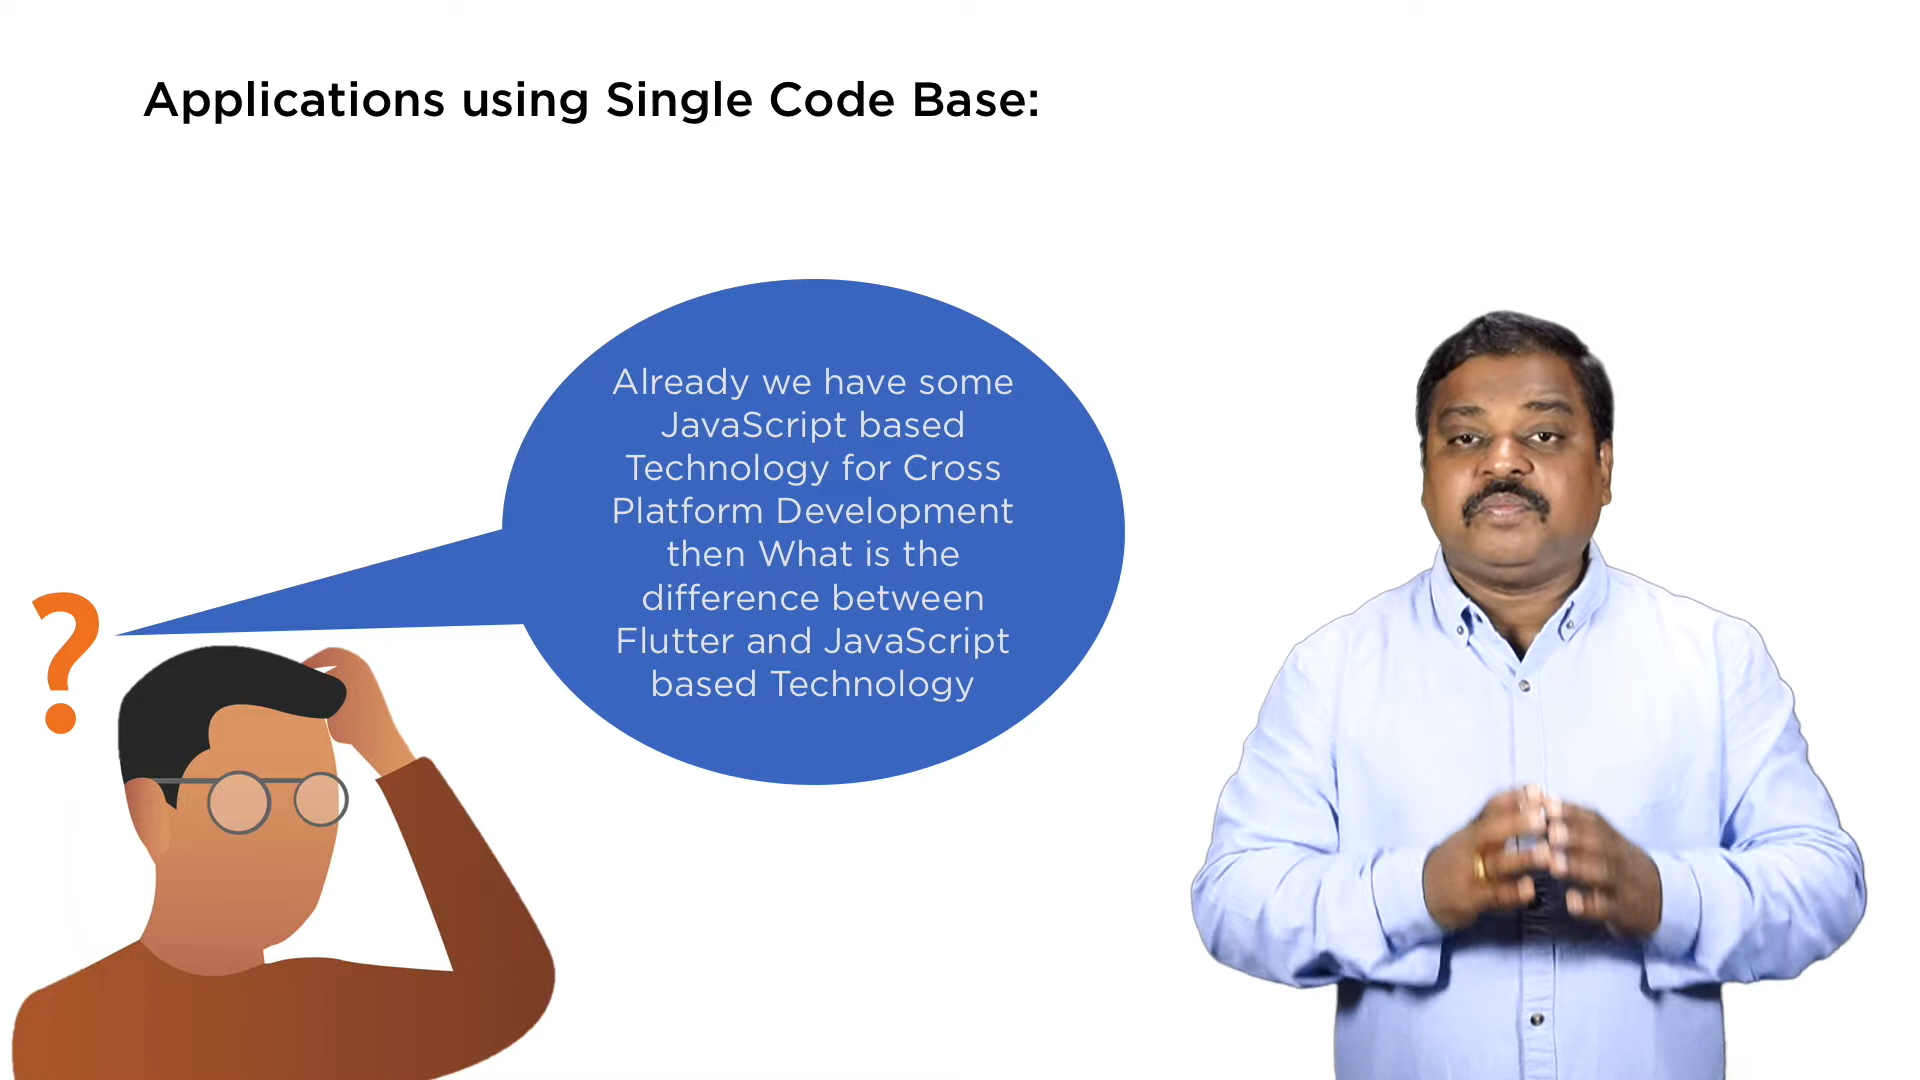 Applications using Single Code Base:
Already we have some
JavaScript based
Technology for Cross
Platform Development
then What is the
difference between
Flutter and JavaScript
based Technology
?